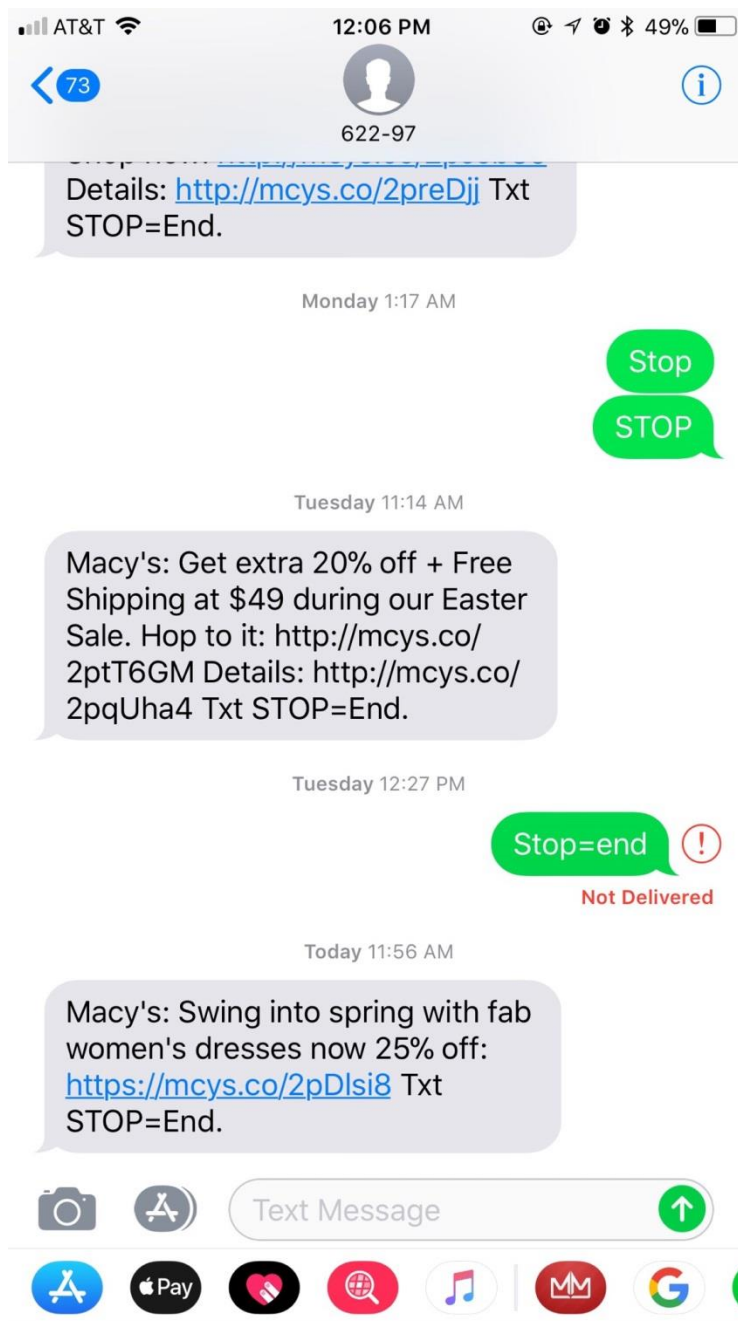 AT&T 12:06 PM 49%
73
622-97
Details: http://mcys.co/2preDjj Txt
STOP=End.
Monday 1:17 AM
Stop
STOP
Tuesday 11:14 AM
Macy's: Get extra 20% off + Free
Shipping at $49 during our Easter
Sale. Hop to it: http://mcys.co/
2ptT6GM Details: http://mcys.co/
2pqUha4 Txt STOP=End.
Tuesday 12:27 PM
Stop=end !
Not Delivered
Today 11:56 AM
Macy's: Swing into spring with fab
women's dresses now 25% off:
https://mcys.co/2pDlsi8 Txt
STOP=End.
Text Message
Pay
G